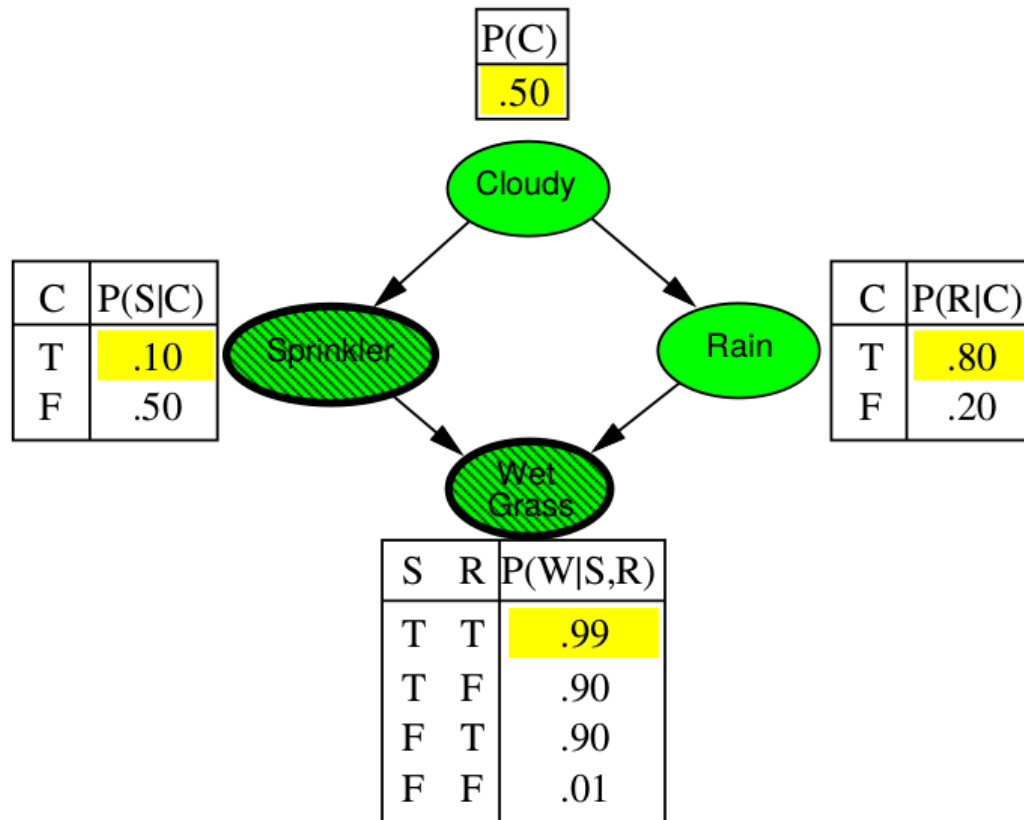 P(C)
.50
Cloudy
C P(S|C)
T .10
F .50
Sprinkler
Rain
C P(R|C)
T .80
F .20
Wet
Grass
S R P(W|S,R)
T T .99
T F .90
F T .90
F F .01